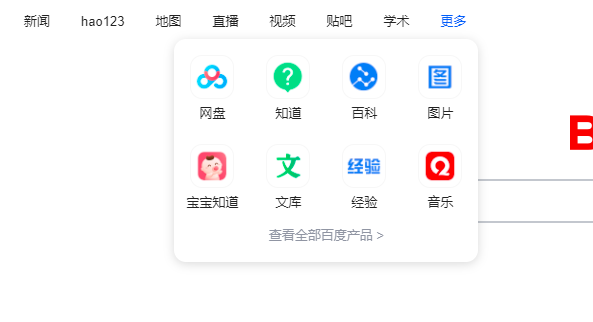 新闻 hao123 地图 直播 视频 贴吧 学术 更多
网盘 知道 百科 图片
宝宝知道 文库 经验 音乐
查看全部百度产品 >